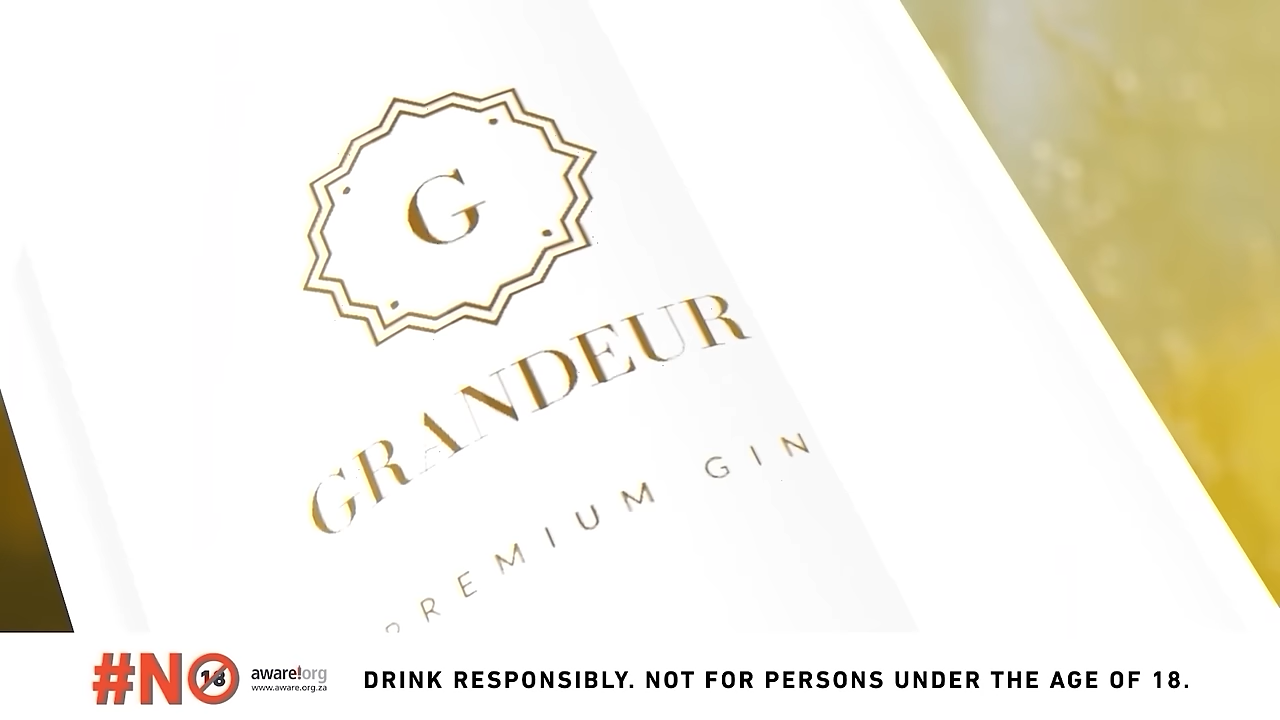 G
GRANDEUR
PREMIUM GIN
#NO
18
aware!org
www.aware.org.za
DRINK RESPONSIBLY. NOT FOR PERSONS UNDER THE AGE OF 18.